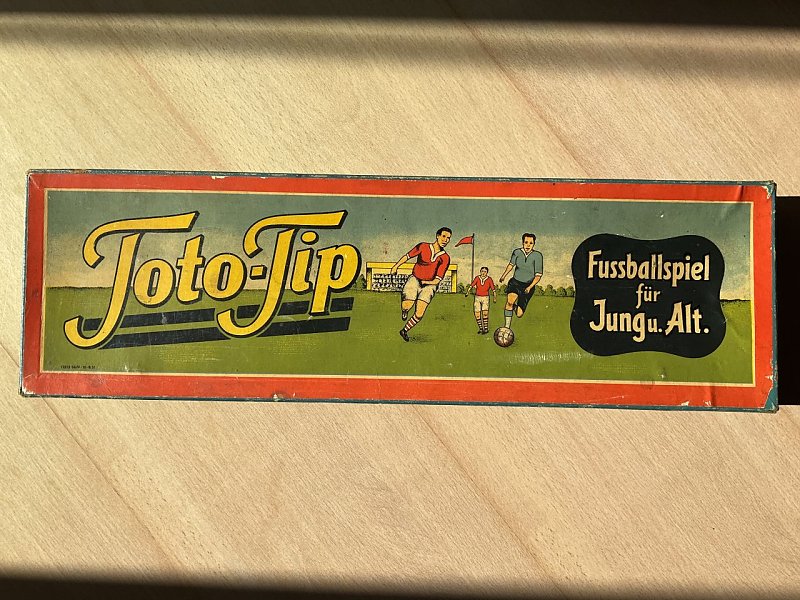 Toto-Tip
Fussballspiel
für
Jung u. Alt.